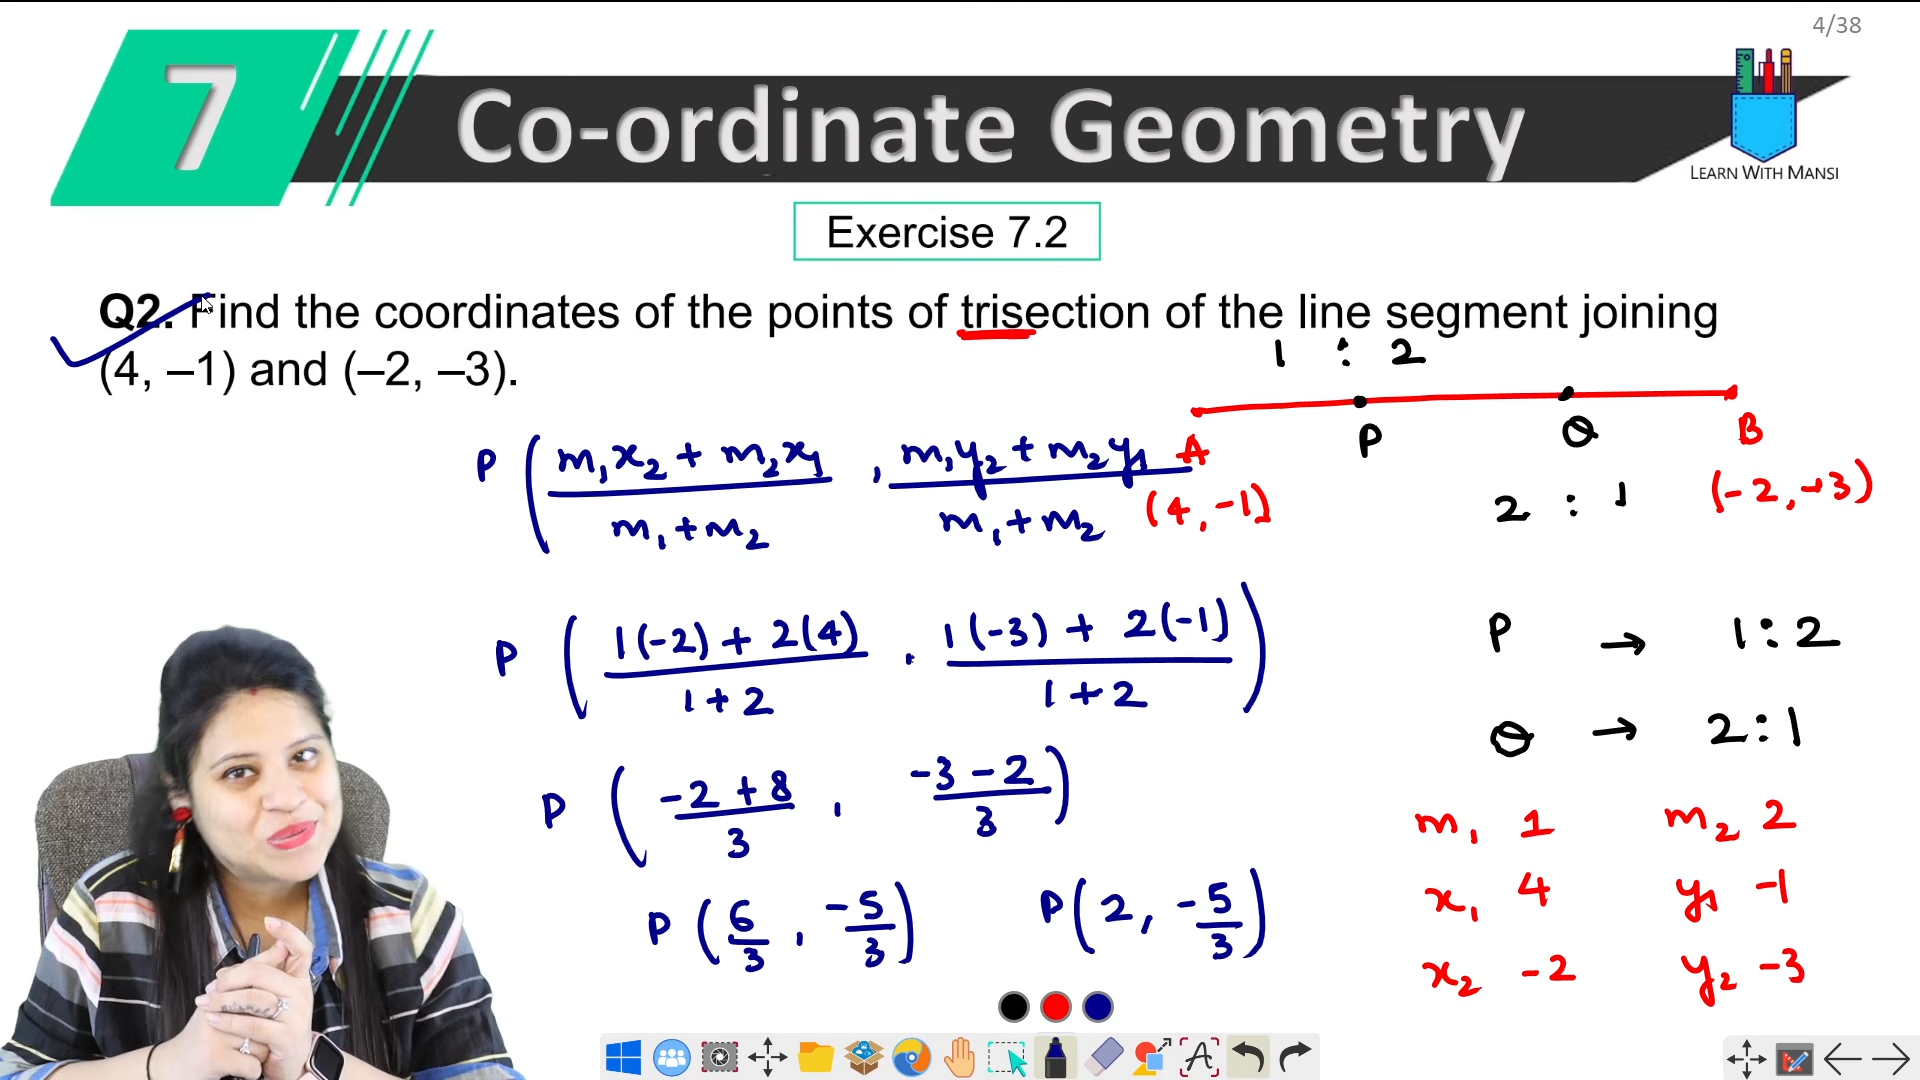 4/38
7 Co-ordinate Geometry
LEARN WITH MANSI
Exercise 7.2
Q2. Find the coordinates of the points of trisection of the line segment joining
(4, –1) and (–2, –3).
1 : 2
A P Q B
(4, -1) 2 : 1 (-2, -3)
P ( m₁x₂ + m₂x₁ , m₁y₂ + m₂y₁
m₁ + m₂ m₁ + m₂
P ( 1(-2) + 2(4) , 1(-3) + 2(-1) )
1 + 2 1 + 2
P → 1 : 2
Q → 2 : 1
P ( -2 + 8 , -3 - 2 )
3 3
m₁ 1 m₂ 2
x₁ 4 y₁ -1
x₂ -2 y₂ -3
P ( 6/3 , -5/3 ) P ( 2, -5/3 )